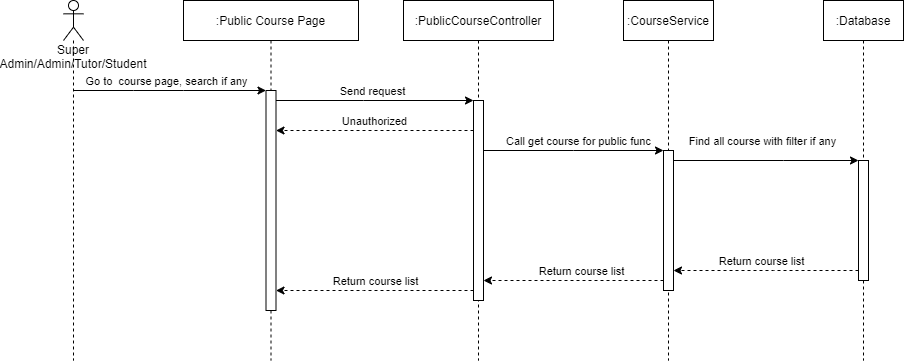 :Public Course Page
:PublicCourseController
:CourseService
:Database
Super
Admin/Admin/Tutor/Student
Go to course page, search if any
Send request
Unauthorized
Call get course for public func
Find all course with filter if any
Return course list
Return course list
Return course list